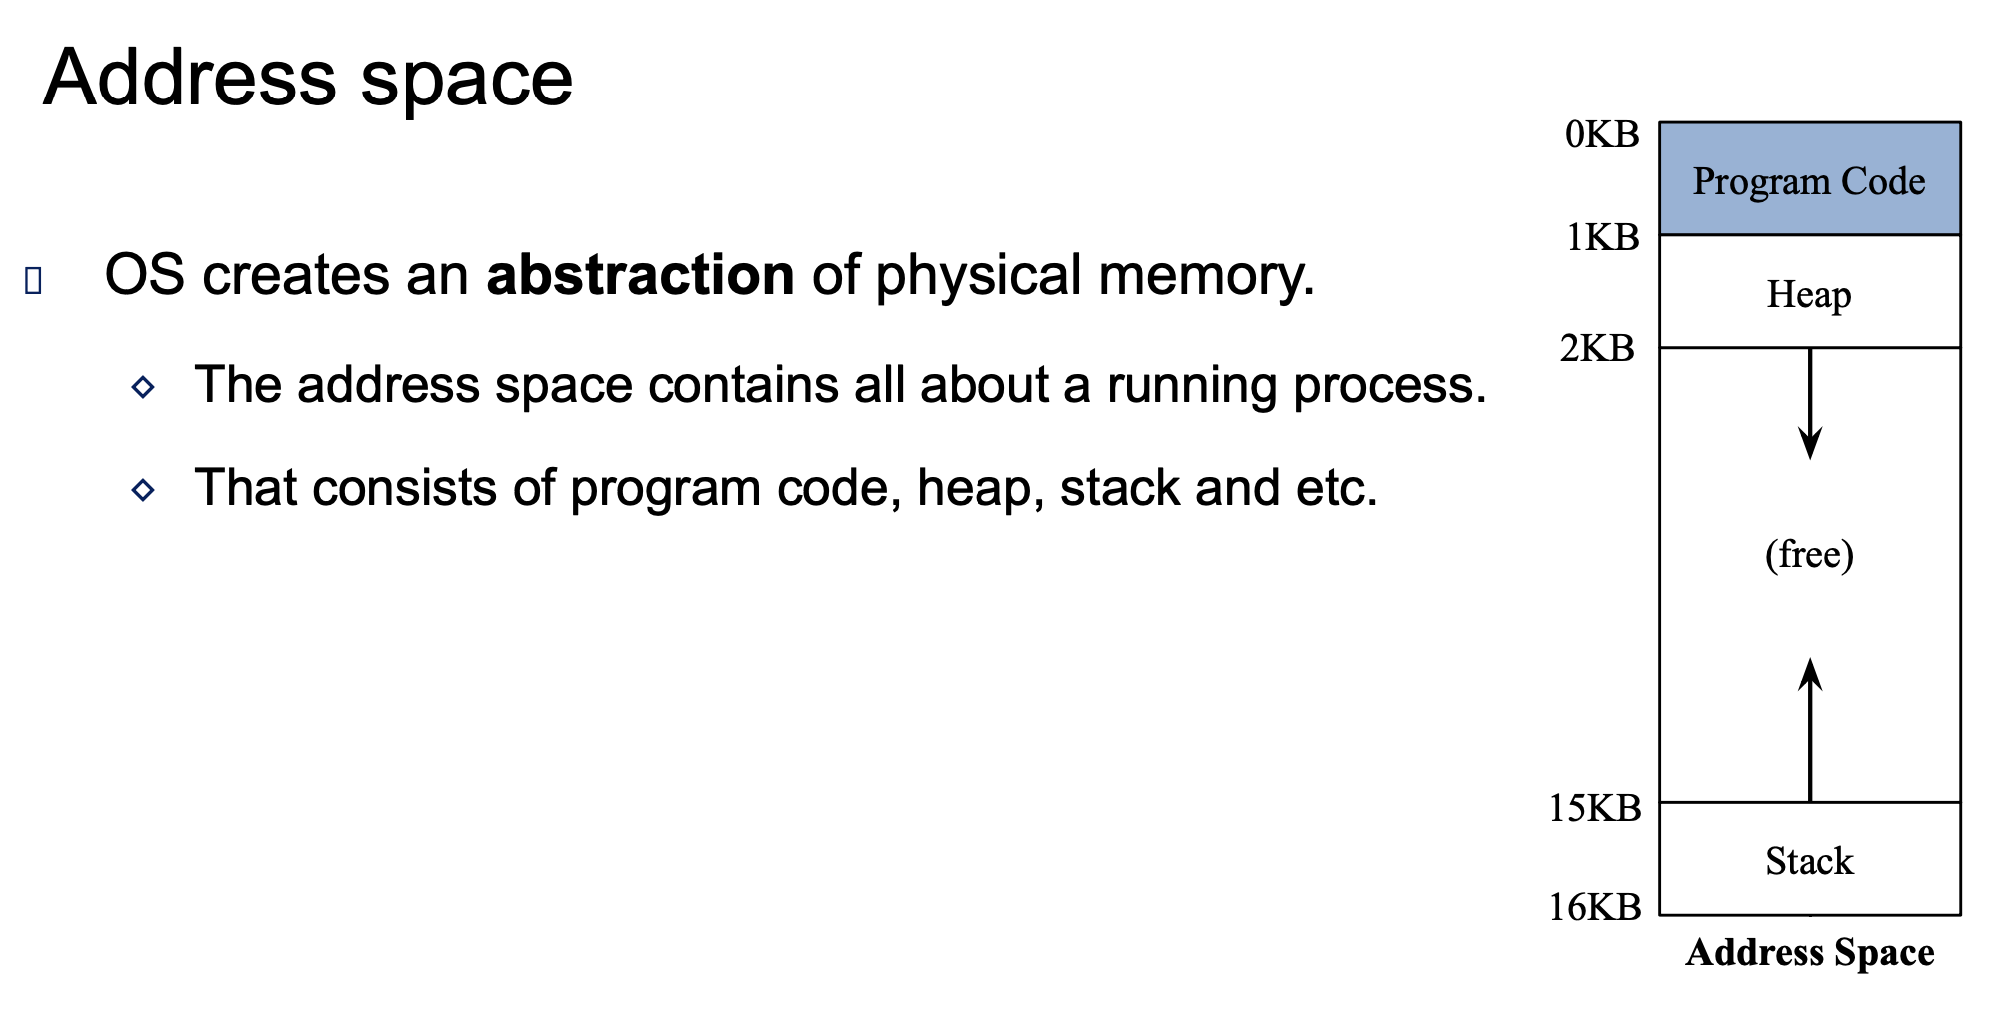 Address space
OS creates an abstraction of physical memory.
The address space contains all about a running process.
That consists of program code, heap, stack and etc.
0KB
Program Code
1KB
Heap
2KB
(free)
15KB
Stack
16KB
Address Space